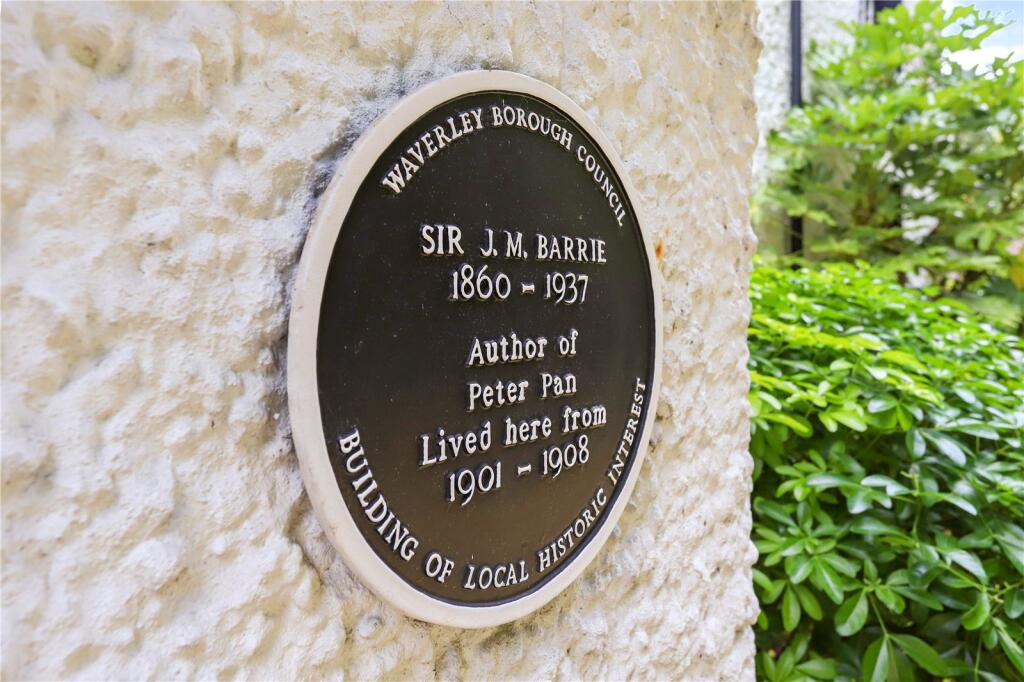 WAVERLEY BOROUGH COUNCIL
SIR J. M. BARRIE
1860 - 1937
Author of
Peter Pan
Lived here from
1901 - 1908
BUILDING OF LOCAL HISTORIC INTEREST